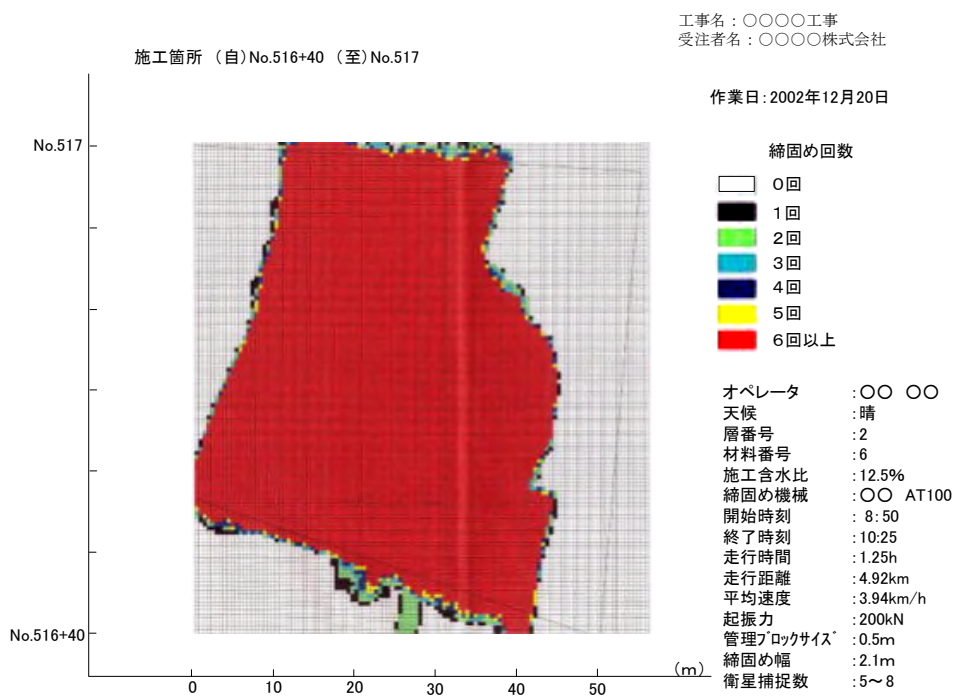 工事名：○○○○工事
受注者名：○○○○株式会社
施工箇所 （自）No.516+40 （至）No.517
作業日：2002年12月20日
No.517
No.516+40
0 10 20 30 40 50 (m)
締固め回数
0回
1回
2回
3回
4回
5回
6回以上
オペレータ ：○○ ○○
天候 ：晴
層番号 ：2
材料番号 ：6
施工含水比 ：12.5%
締固め機械 ：○○ AT100
開始時刻 ： 8：50
終了時刻 ：10：25
走行時間 ：1.25h
走行距離 ：4.92km
平均速度 ：3.94km/h
起振力 ：200kN
管理ﾌﾞﾛｯｸｻｲｽﾞ ：0.5m
締固め幅 ：2.1m
衛星捕捉数 ：5～8